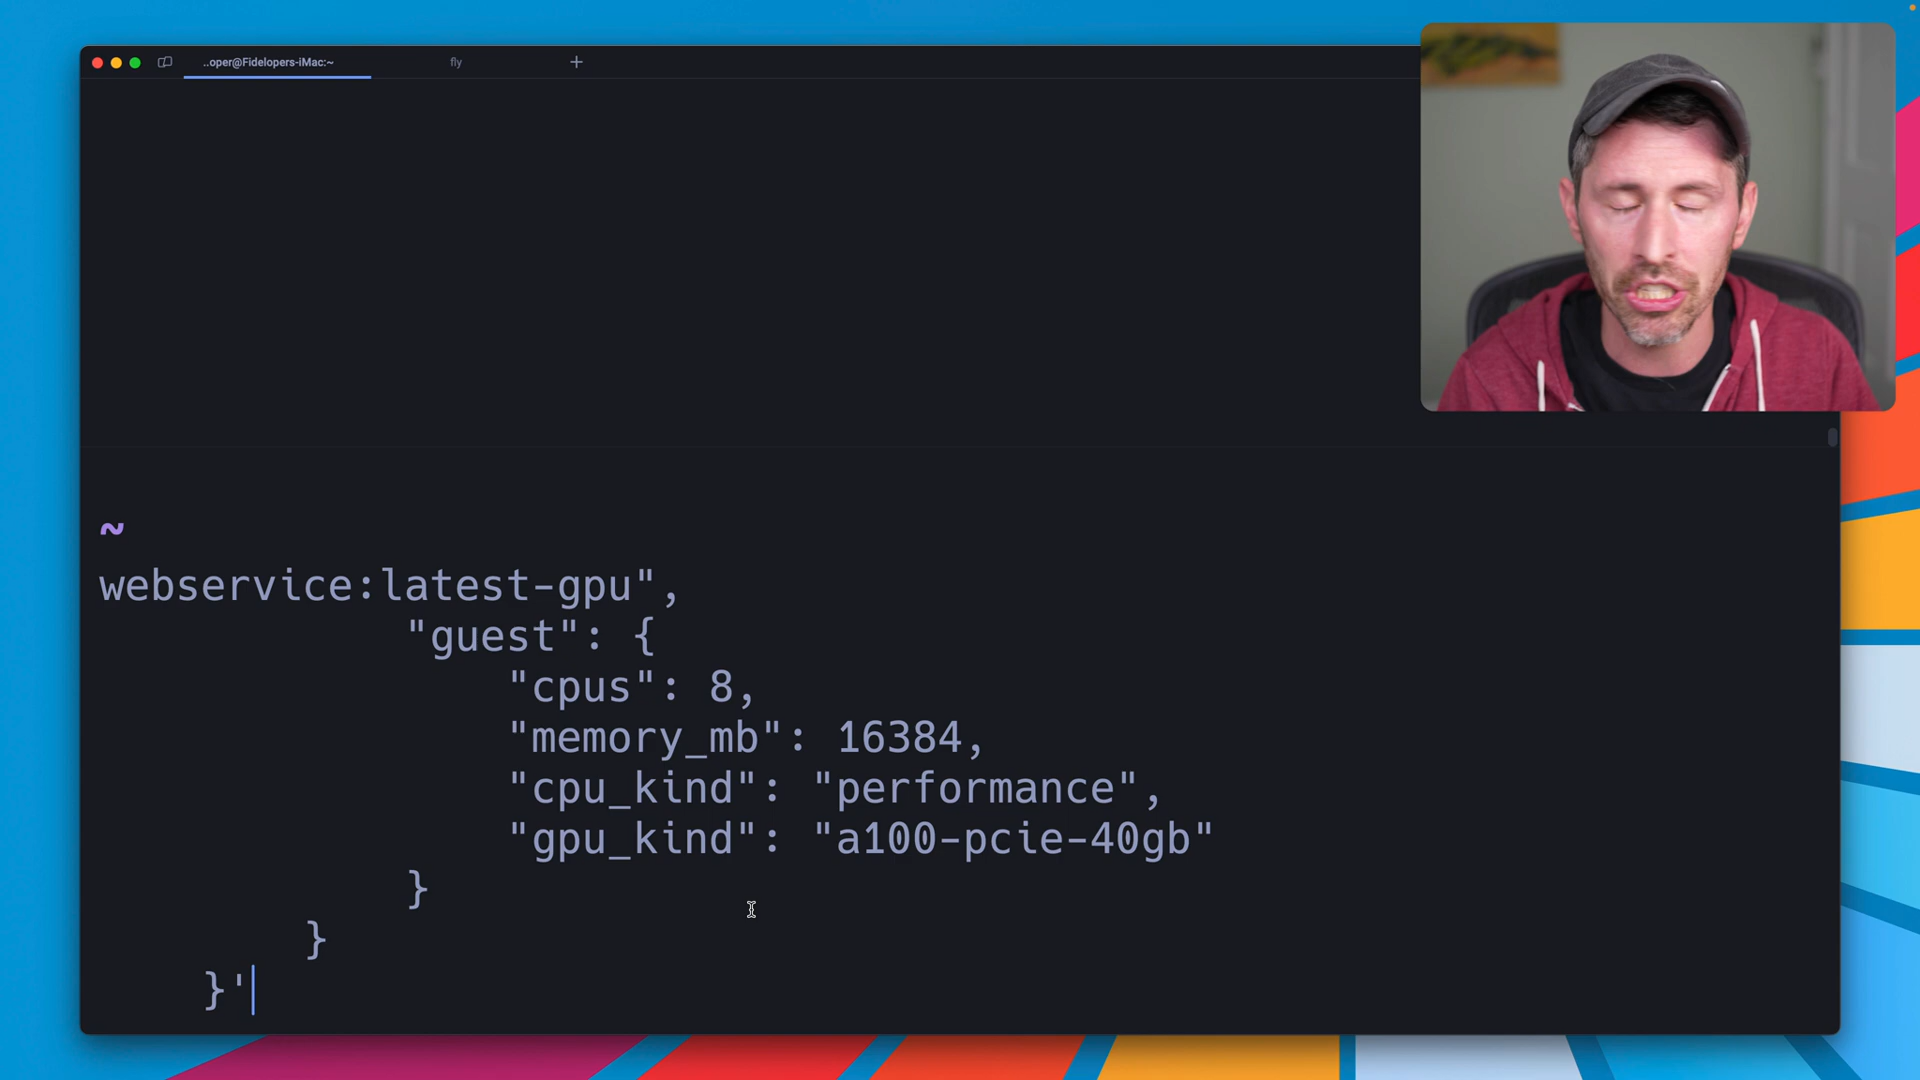 ..oper@Fidelopers-iMac:~ fly +
~
webservice:latest-gpu",
"guest": {
"cpus": 8,
"memory_mb": 16384,
"cpu_kind": "performance",
"gpu_kind": "a100-pcie-40gb"
}
}
}'